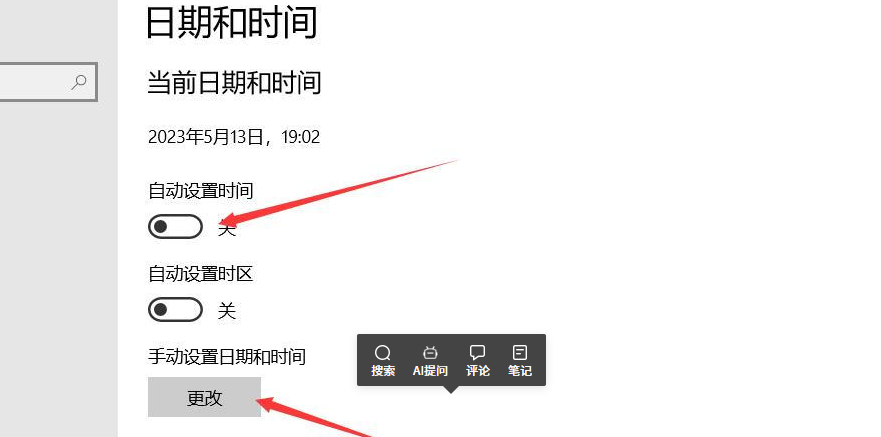 日期和时间
当前日期和时间
2023年5月13日，19:02
自动设置时间
关
自动设置时区
关
手动设置日期和时间
更改
搜索 AI提问 评论 笔记